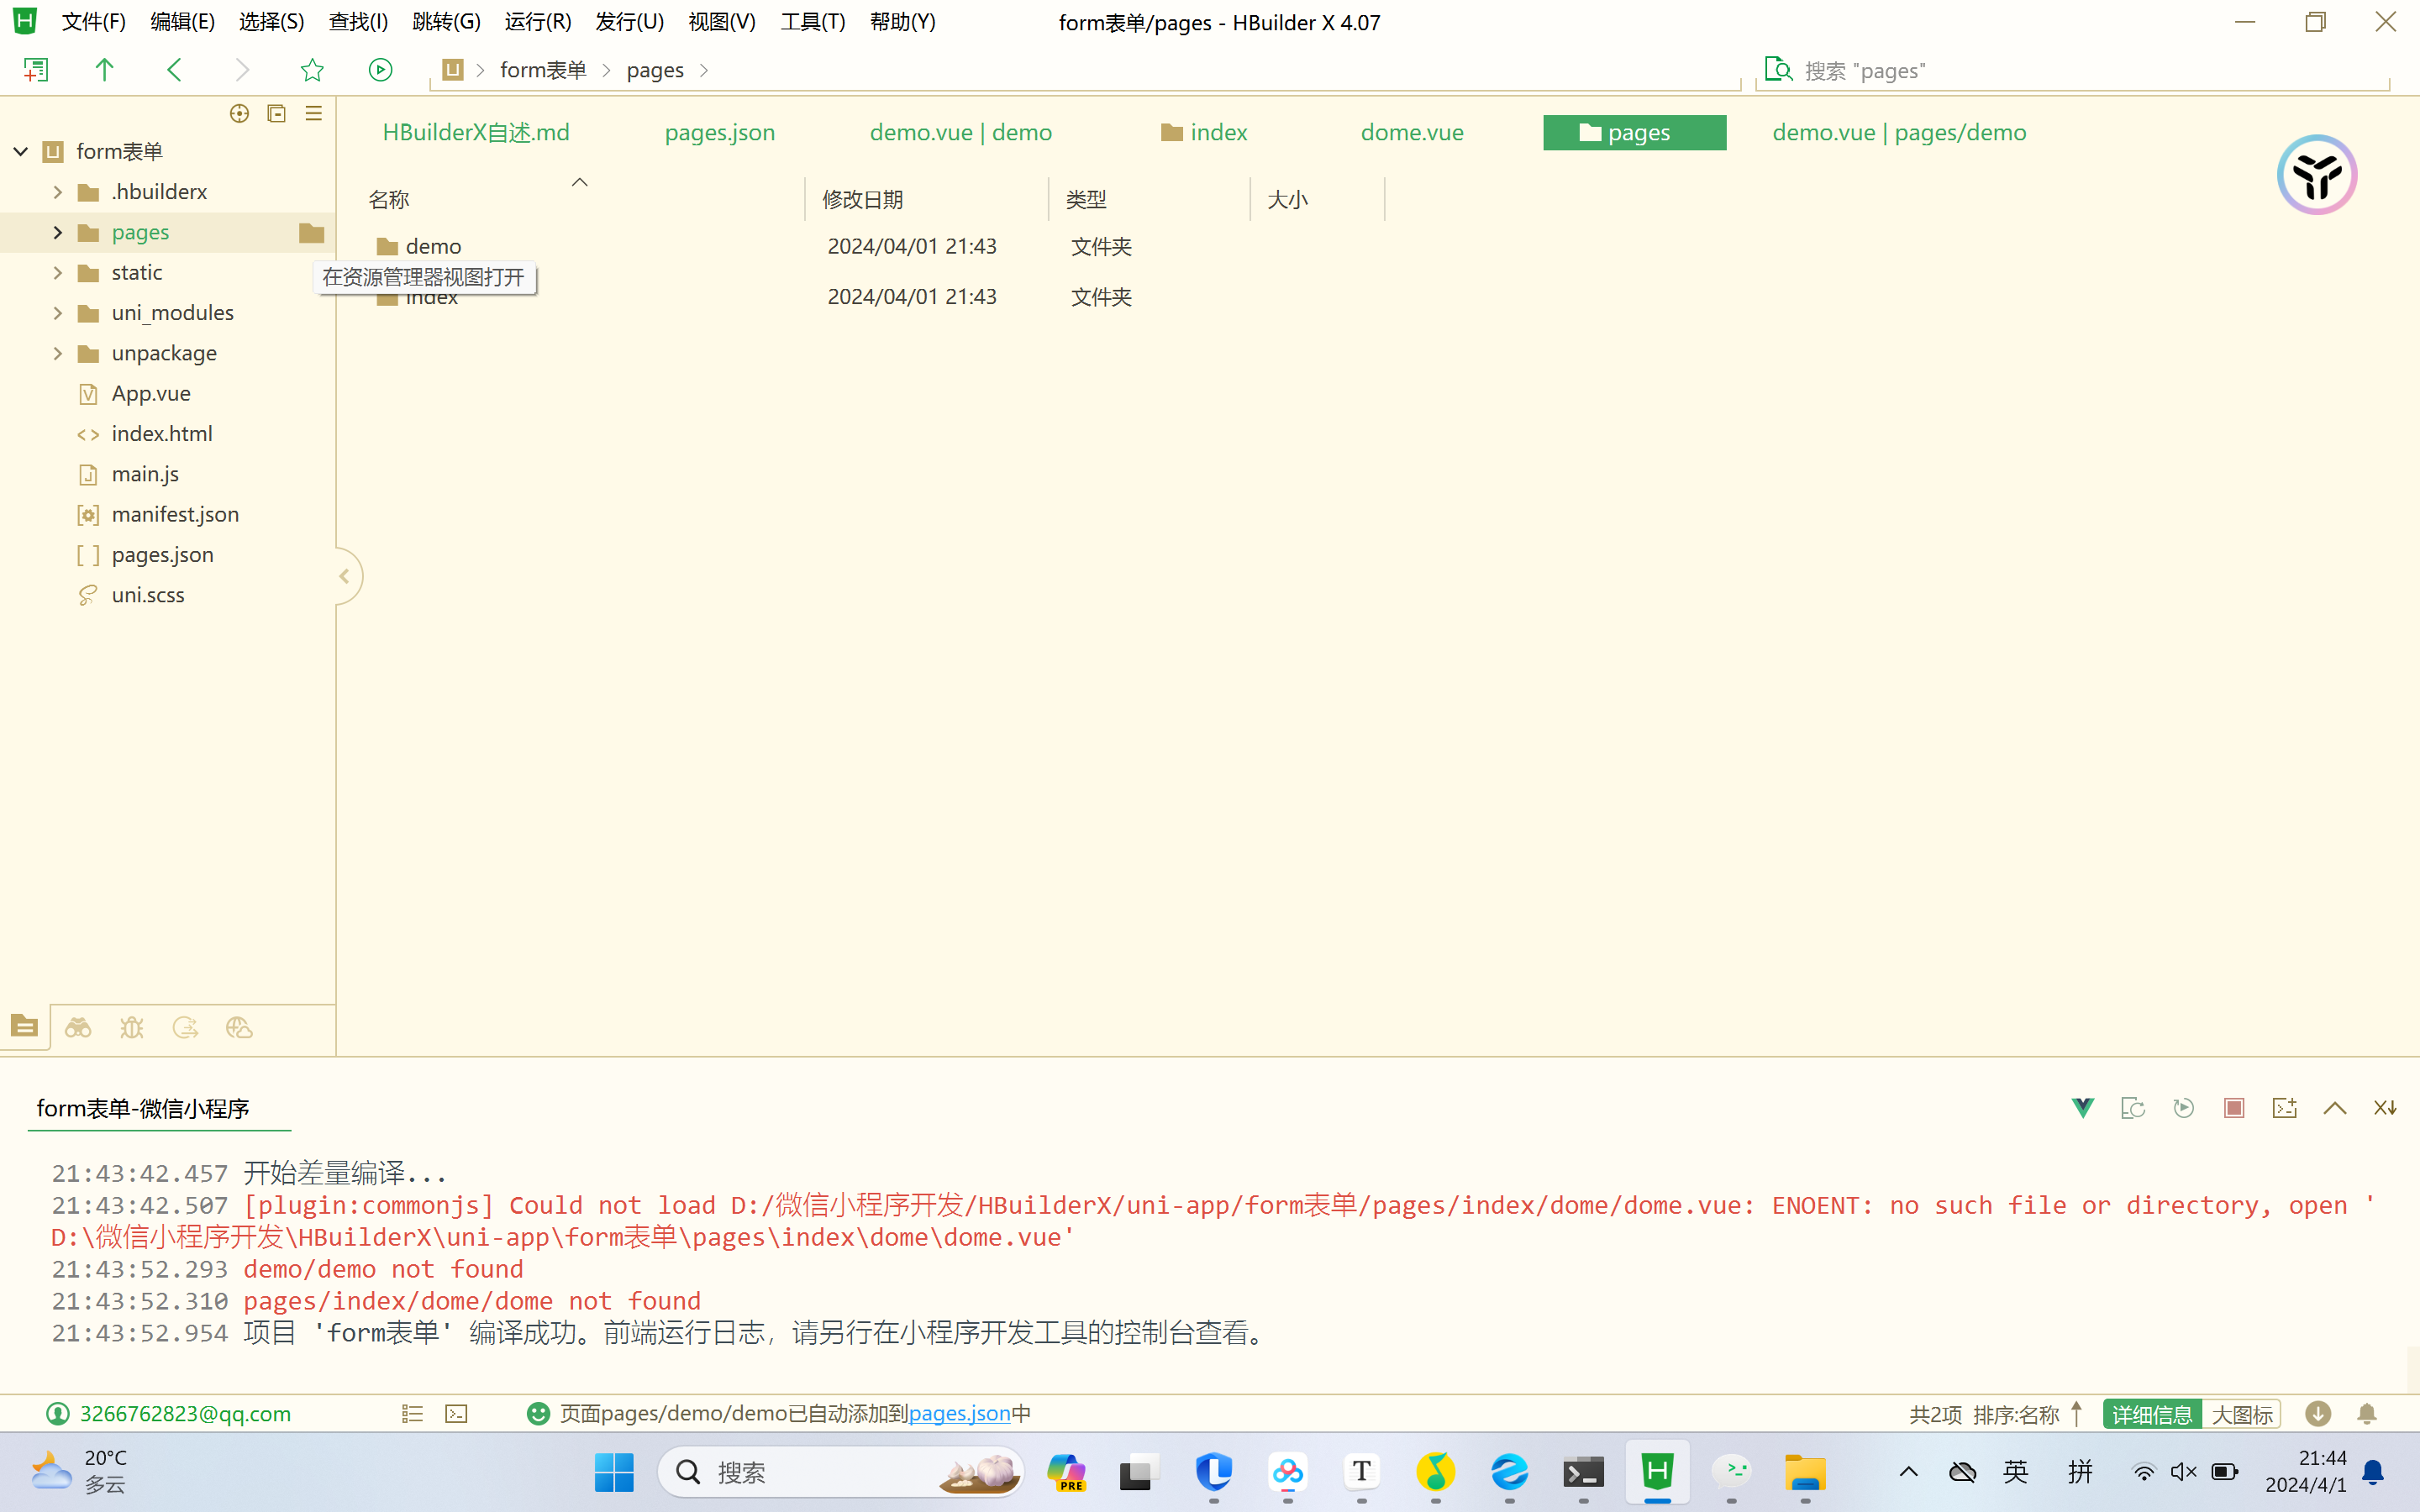 文件(F) 编辑(E) 选择(S) 查找(I) 跳转(G) 运行(R) 发行(U) 视图(V) 工具(T) 帮助(Y) form表单/pages - HBuilder X 4.07
form表单 pages 搜索 "pages"
HBuilderX自述.md pages.json demo.vue | demo index dome.vue pages demo.vue | pages/demo
form表单
.hbuilderx
pages
static
uni_modules
unpackage
App.vue
index.html
main.js
manifest.json
pages.json
uni.scss
名称 修改日期 类型 大小
demo 2024/04/01 21:43 文件夹
在资源管理器视图打开
index 2024/04/01 21:43 文件夹
form表单-微信小程序
21:43:42.457 开始差量编译...
21:43:42.507 [plugin:commonjs] Could not load D:/微信小程序开发/HBuilderX/uni-app/form表单/pages/index/dome/dome.vue: ENOENT: no such file or directory, open '
D:\微信小程序开发\HBuilderX\uni-app\form表单\pages\index\dome\dome.vue'
21:43:52.293 demo/demo not found
21:43:52.310 pages/index/dome/dome not found
21:43:52.954 项目 'form表单' 编译成功。前端运行日志，请另行在小程序开发工具的控制台查看。
3266762823@qq.com 页面pages/demo/demo已自动添加到pages.json中 共2项 排序:名称 详细信息 大图标
20°C
多云
搜索
PRE
英 拼
21:44
2024/4/1